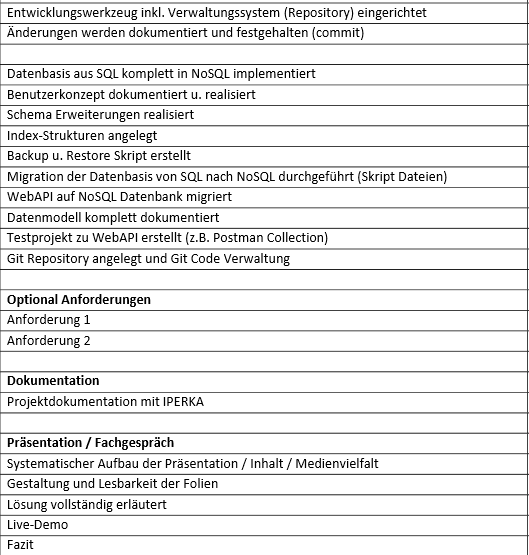 Entwicklungswerkzeug inkl. Verwaltungssystem (Repository) eingerichtet
Änderungen werden dokumentiert und festgehalten (commit)
Datenbasis aus SQL komplett in NoSQL implementiert
Benutzerkonzept dokumentiert u. realisiert
Schema Erweiterungen realisiert
Index-Strukturen angelegt
Backup u. Restore Skript erstellt
Migration der Datenbasis von SQL nach NoSQL durchgeführt (Skript Dateien)
WebAPI auf NoSQL Datenbank migriert
Datenmodell komplett dokumentiert
Testprojekt zu WebAPI erstellt (z.B. Postman Collection)
Git Repository angelegt und Git Code Verwaltung
Optional Anforderungen
Anforderung 1
Anforderung 2
Dokumentation
Projektdokumentation mit IPERKA
Präsentation / Fachgespräch
Systematischer Aufbau der Präsentation / Inhalt / Medienvielfalt
Gestaltung und Lesbarkeit der Folien
Lösung vollständig erläutert
Live-Demo
Fazit